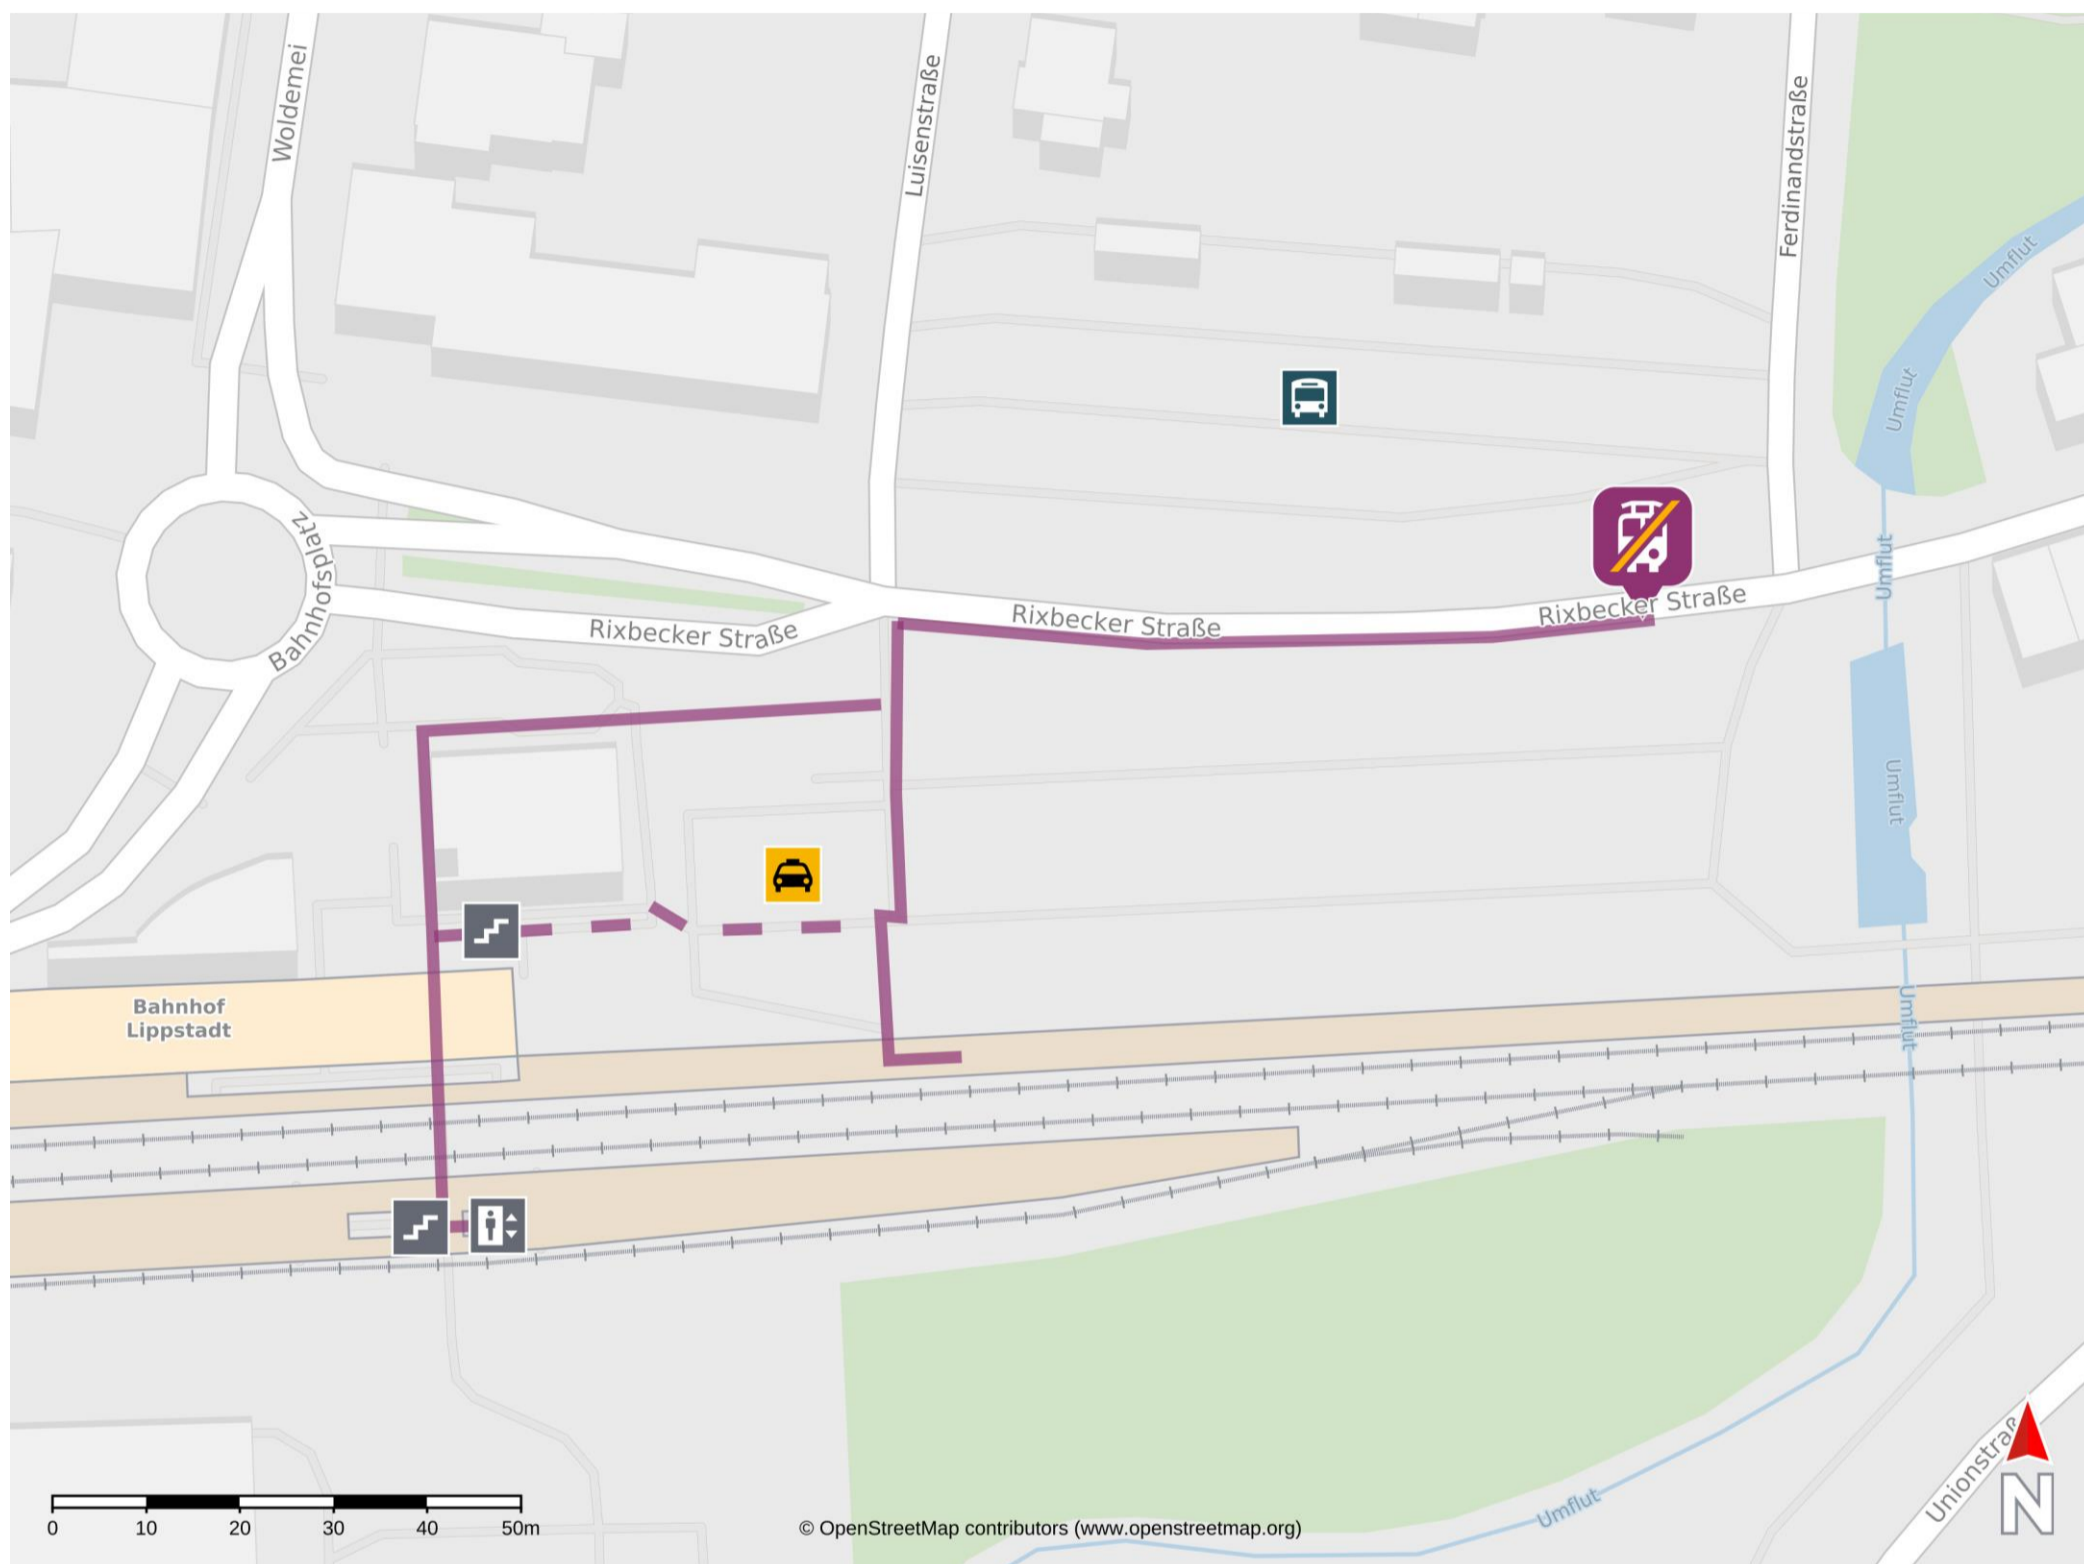 Woldemei
Luisenstraße
Ferdinandstraße
Umflut
Umflut
Bahnhofsplatz
Umflut
Rixbecker Straße
Rixbecker Straße
Rixbecker Straße
Umflut
Bahnhof
Lippstadt
Umflut
Umflut
Unionstraß
N
0 10 20 30 40 50m
© OpenStreetMap contributors (www.openstreetmap.org)